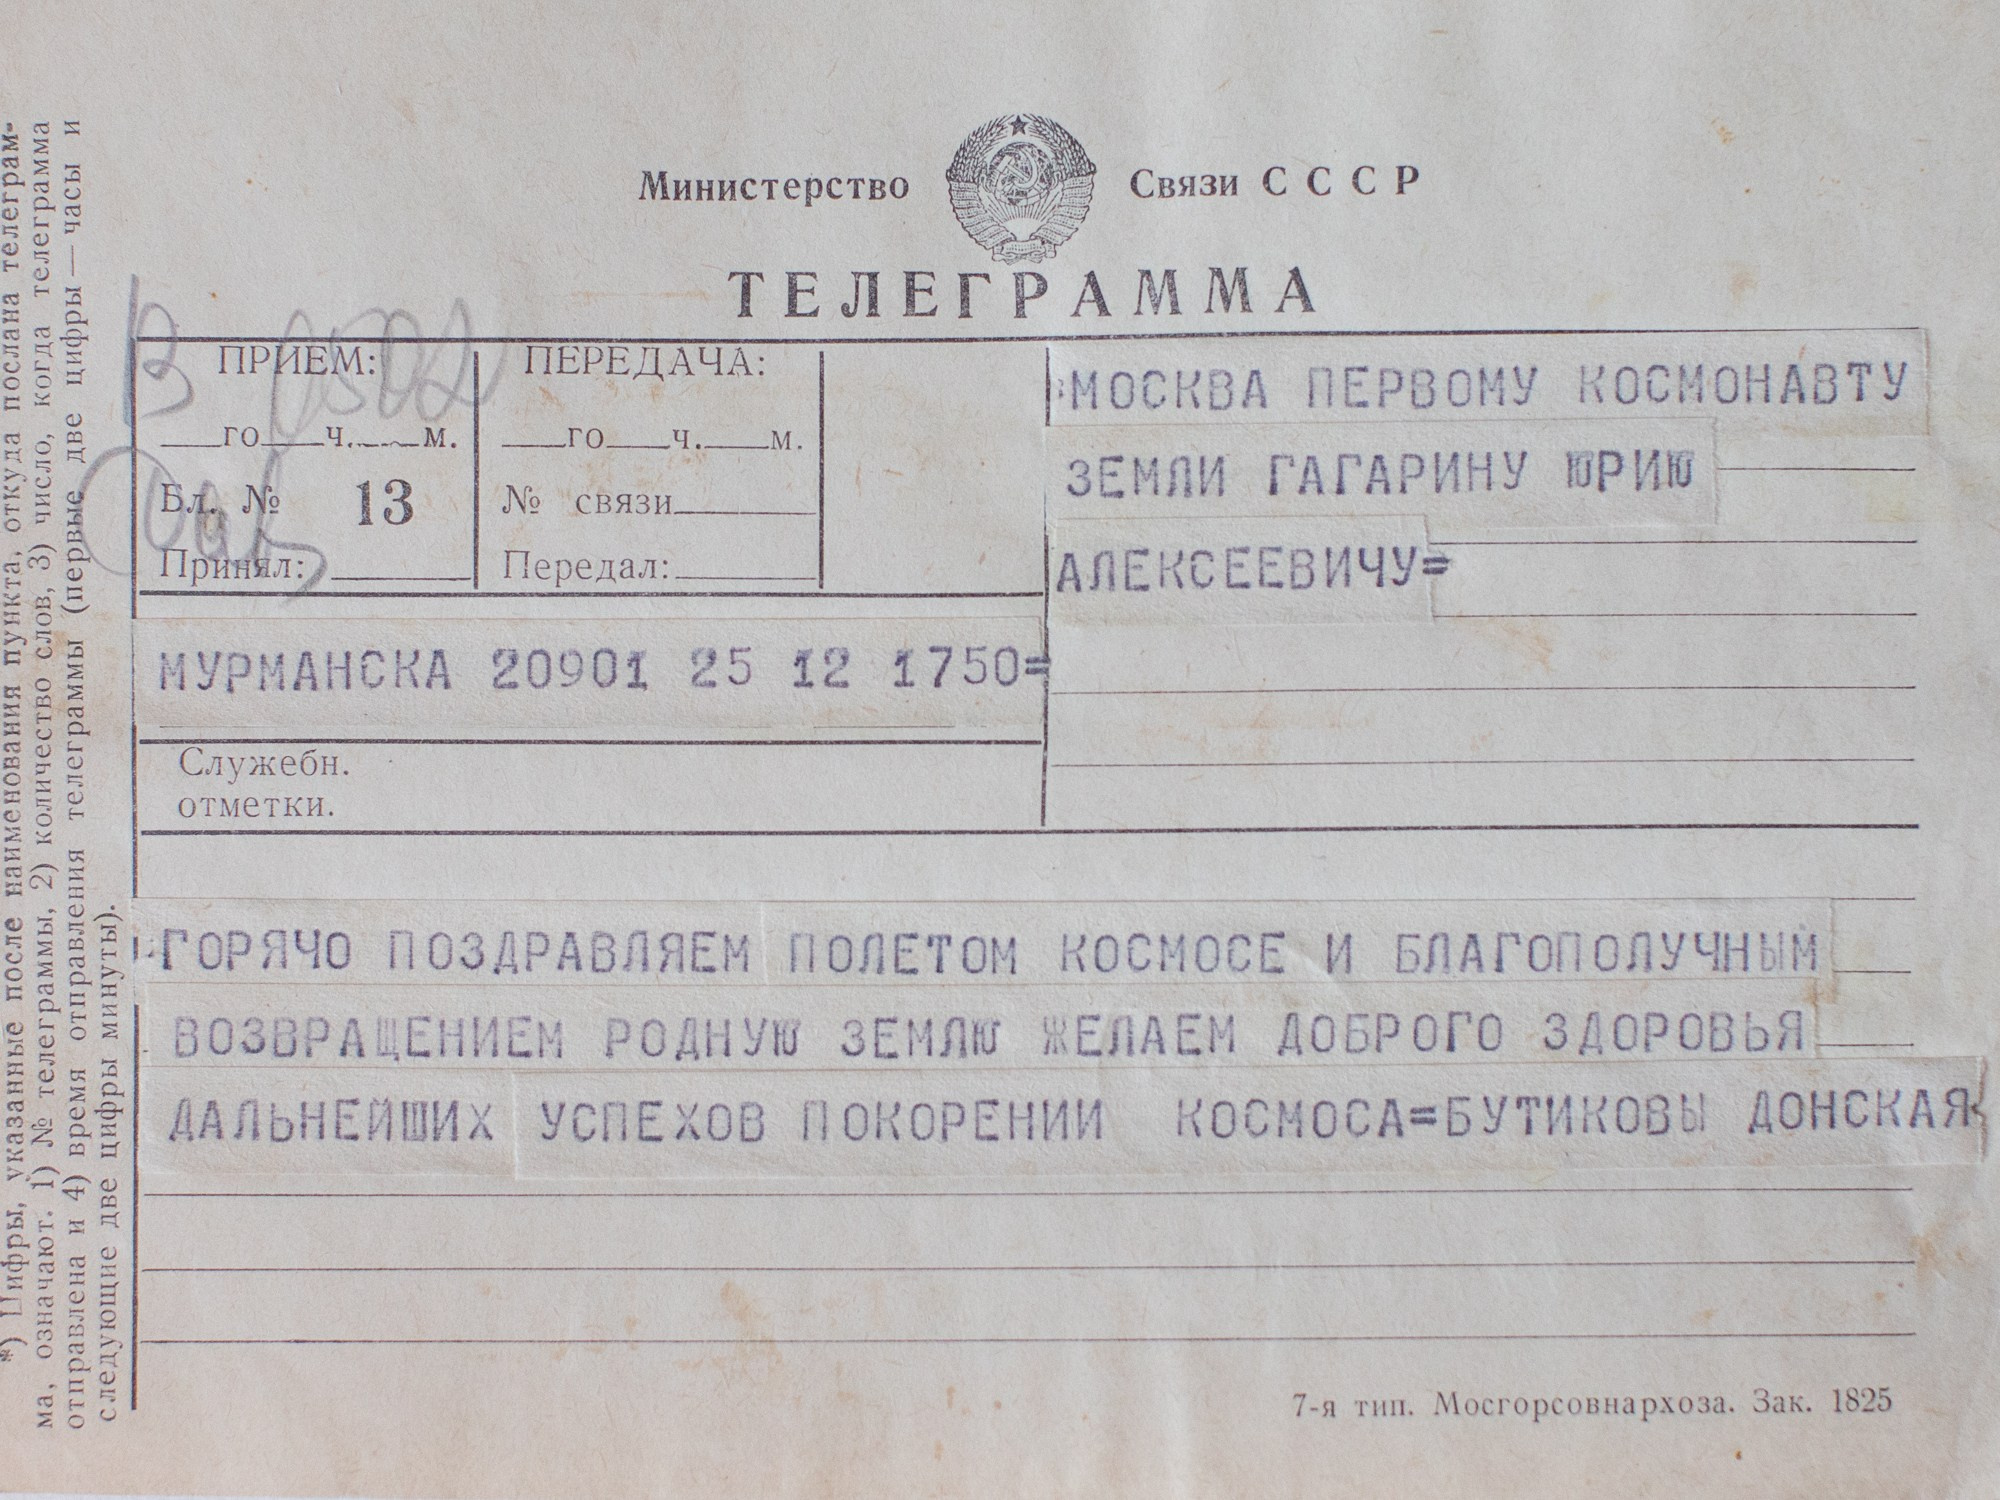 Министерство Связи СССР
ТЕЛЕГРАММА
ПРИЕМ:
го ч. м.
Бл. № 13
Принял:
ПЕРЕДАЧА:
го ч. м.
№ связи
Передал:
МОСКВА ПЕРВОМУ КОСМОНАВТУ
ЗЕМЛИ ГАГАРИНУ ЮРИЮ
АЛЕКСЕЕВИЧУ=
МУРМАНСКА 20901 25 12 1750=
Служебн.
отметки.
ГОРЯЧО ПОЗДРАВЛЯЕМ ПОЛЕТОМ КОСМОСЕ И БЛАГОПОЛУЧНЫМ
ВОЗВРАЩЕНИЕМ РОДНУЮ ЗЕМЛЮ ЖЕЛАЕМ ДОБРОГО ЗДОРОВЬЯ
ДАЛЬНЕЙШИХ УСПЕХОВ ПОКОРЕНИИ КОСМОСА=БУТИКОВЫ ДОНСКАЯ
7-я тип. Мосгорсовнархоза. Зак. 1825
*) Цифры, указанные после наименования пункта, откуда послана телеграм-
ма, означают. 1) № телеграммы, 2) количество слов, 3) число, когда телеграмма
отправлена и 4) время отправления телеграммы (первые две цифры — часы и
следующие две цифры минуты).